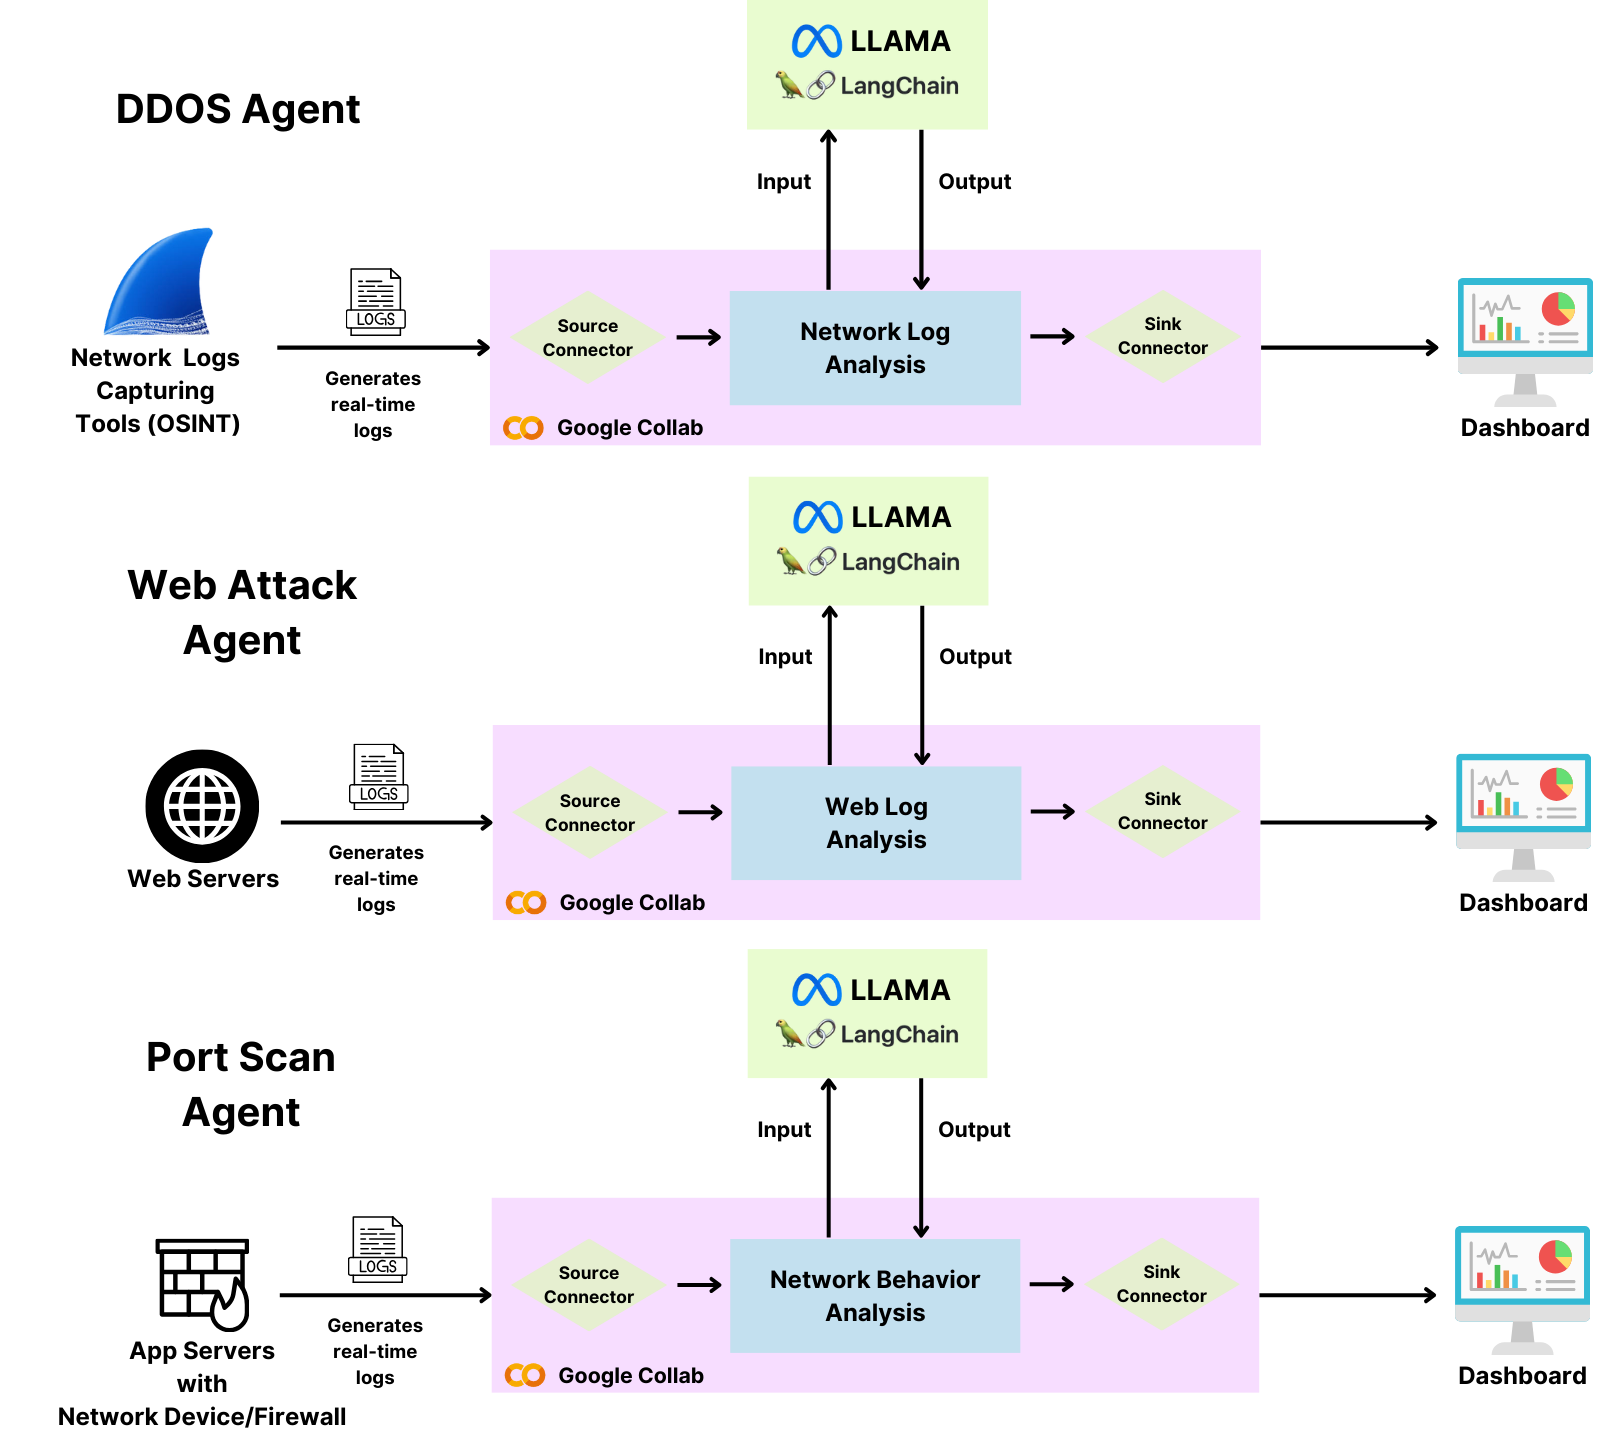 LLAMA
LangChain
DDOS Agent
Input
Output
LOGS
Network Logs
Capturing
Tools (OSINT)
Generates
real-time
logs
Source
Connector
Network Log
Analysis
Sink
Connector
Google Collab
Dashboard
LLAMA
LangChain
Web Attack
Agent
Input
Output
LOGS
Web Servers
Generates
real-time
logs
Source
Connector
Web Log
Analysis
Sink
Connector
Google Collab
Dashboard
LLAMA
LangChain
Port Scan
Agent
Input
Output
LOGS
App Servers
with
Network Device/Firewall
Generates
real-time
logs
Source
Connector
Network Behavior
Analysis
Sink
Connector
Google Collab
Dashboard